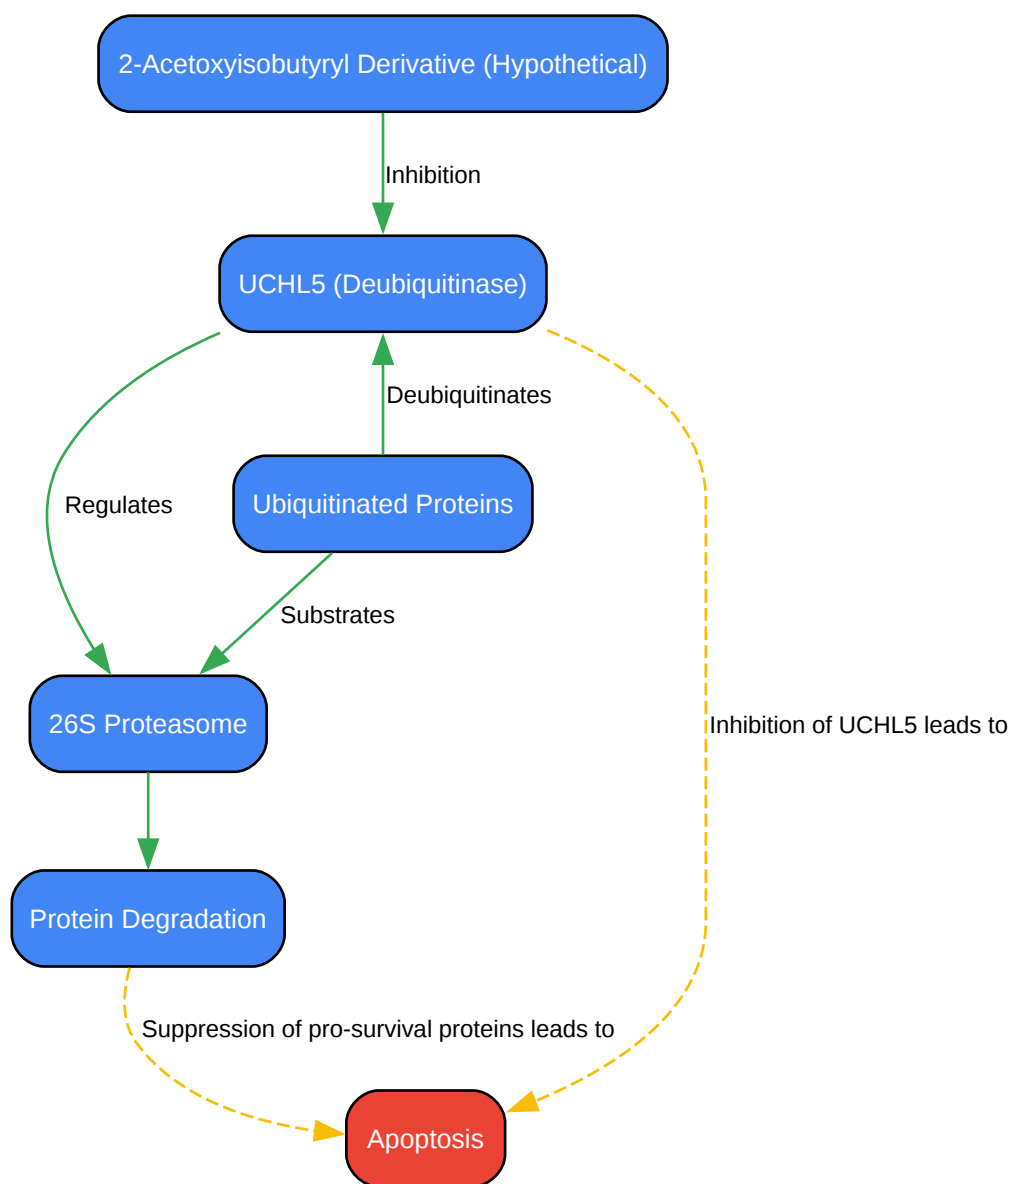 2-Acetoxyisobutyryl Derivative (Hypothetical)
Inhibition
UCHL5 (Deubiquitinase)
Deubiquitinates
Regulates
Ubiquitinated Proteins
Substrates
26S Proteasome
Inhibition of UCHL5 leads to
Protein Degradation
Suppression of pro-survival proteins leads to
Apoptosis